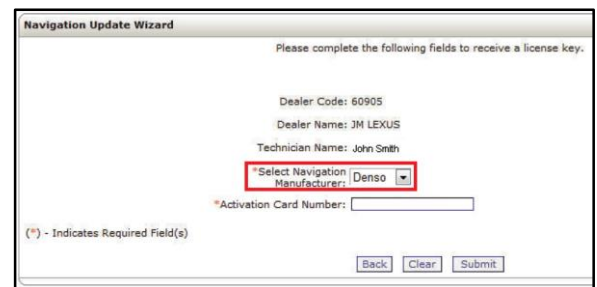 Navigation Update Wizard
Please complete the following fields to receive a license key.
Dealer Code: 60905
Dealer Name: JM LEXUS
Technician Name: John Smith
*Select Navigation
Manufacturer: Denso
*Activation Card Number:
(*) - Indicates Required Field(s)
Back Clear Submit